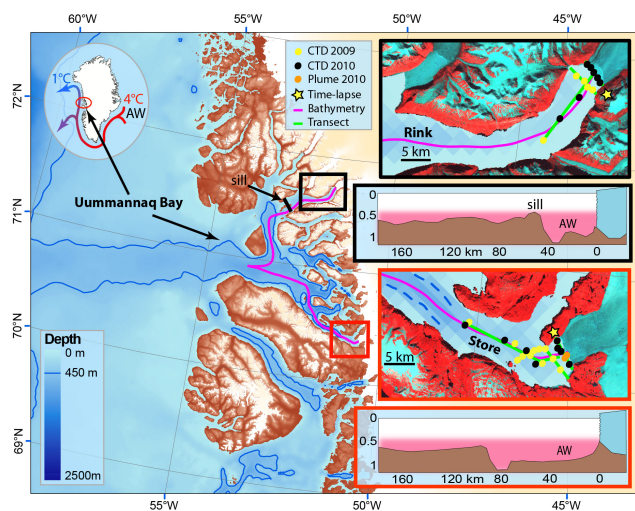 60°W
55°W
50°W
45°W
72°N
71°N
70°N
69°N
55°W
50°W
45°W
1°C
4°C
AW
CTD 2009
CTD 2010
Plume 2010
Time-lapse
Bathymetry
Transect
Uummannaq Bay
sill
Depth
0 m
450 m
2500m
Rink
5 km
0
0.5
1
sill
AW
160
120 km
80
40
0
Store
5 km
0
0.5
1
AW
160
120 km
80
40
0